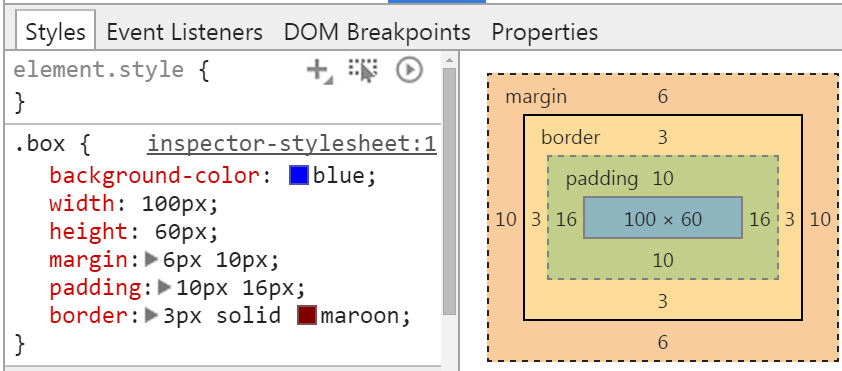 Styles Event Listeners DOM Breakpoints Properties
element.style {
}
.box { inspector-stylesheet:1
background-color: blue;
width: 100px;
height: 60px;
margin: 6px 10px;
padding: 10px 16px;
border: 3px solid maroon;
}
margin 6
border 3
padding 10
10 3 16 100 × 60 16 3 10
10
3
6